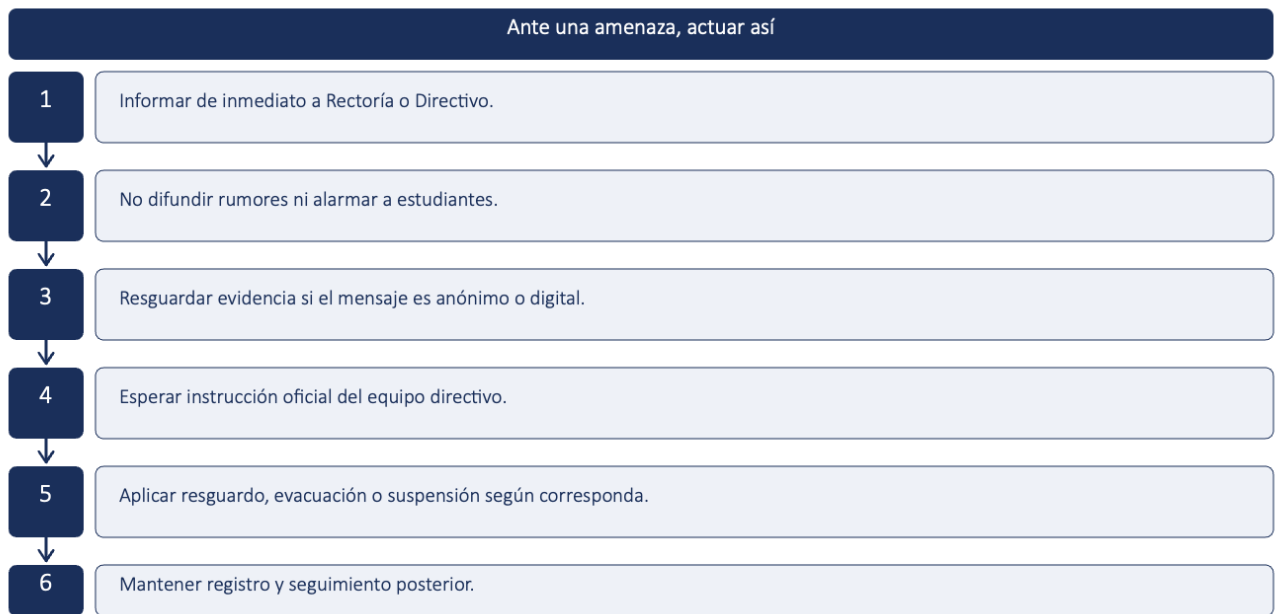 Ante una amenaza, actuar así
1
Informar de inmediato a Rectoría o Directivo.
2
No difundir rumores ni alarmar a estudiantes.
3
Resguardar evidencia si el mensaje es anónimo o digital.
4
Esperar instrucción oficial del equipo directivo.
5
Aplicar resguardo, evacuación o suspensión según corresponda.
6
Mantener registro y seguimiento posterior.